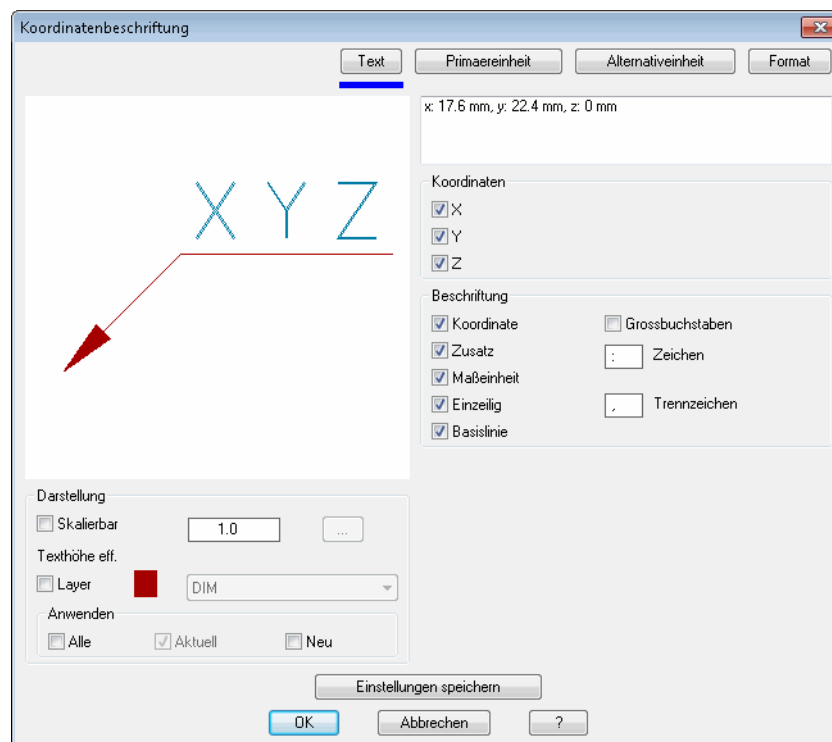 Koordinatenbeschriftung
Text Primaereinheit Alternativeinheit Format
x: 17.6 mm, y: 22.4 mm, z: 0 mm
X Y Z
Koordinaten
X
Y
Z
Beschriftung
Koordinate Grossbuchstaben
Zusatz : Zeichen
Maßeinheit
Einzeilig , Trennzeichen
Basislinie
Darstellung
Skalierbar 1.0 ...
Texthöhe eff.
Layer DIM
Anwenden
Alle Aktuell Neu
Einstellungen speichern
OK Abbrechen ?